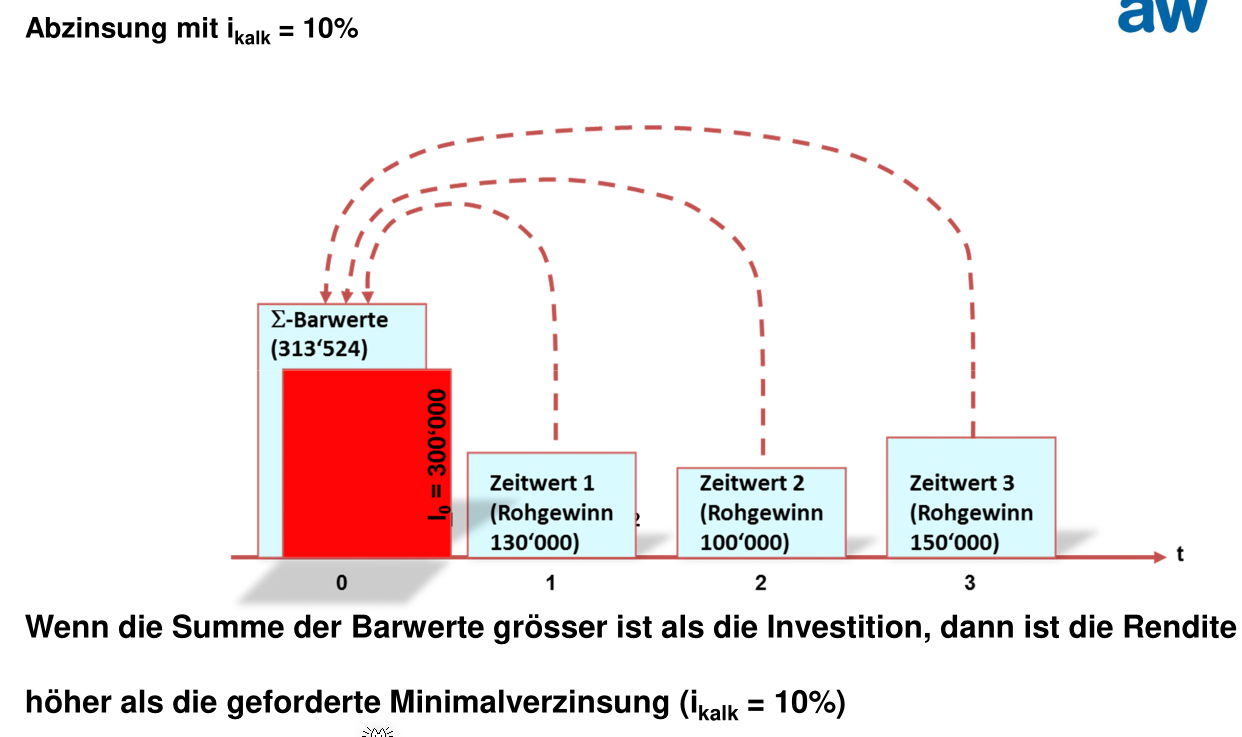 Abzinsung mit ikalk = 10%
aw
Σ-Barwerte
(313‘524)
I0 = 300‘000
Zeitwert 1
(Rohgewinn
130‘000)
2
Zeitwert 2
(Rohgewinn
100‘000)
Zeitwert 3
(Rohgewinn
150‘000)
t
0
1
2
3
Wenn die Summe der Barwerte grösser ist als die Investition, dann ist die Rendite
höher als die geforderte Minimalverzinsung (ikalk = 10%)